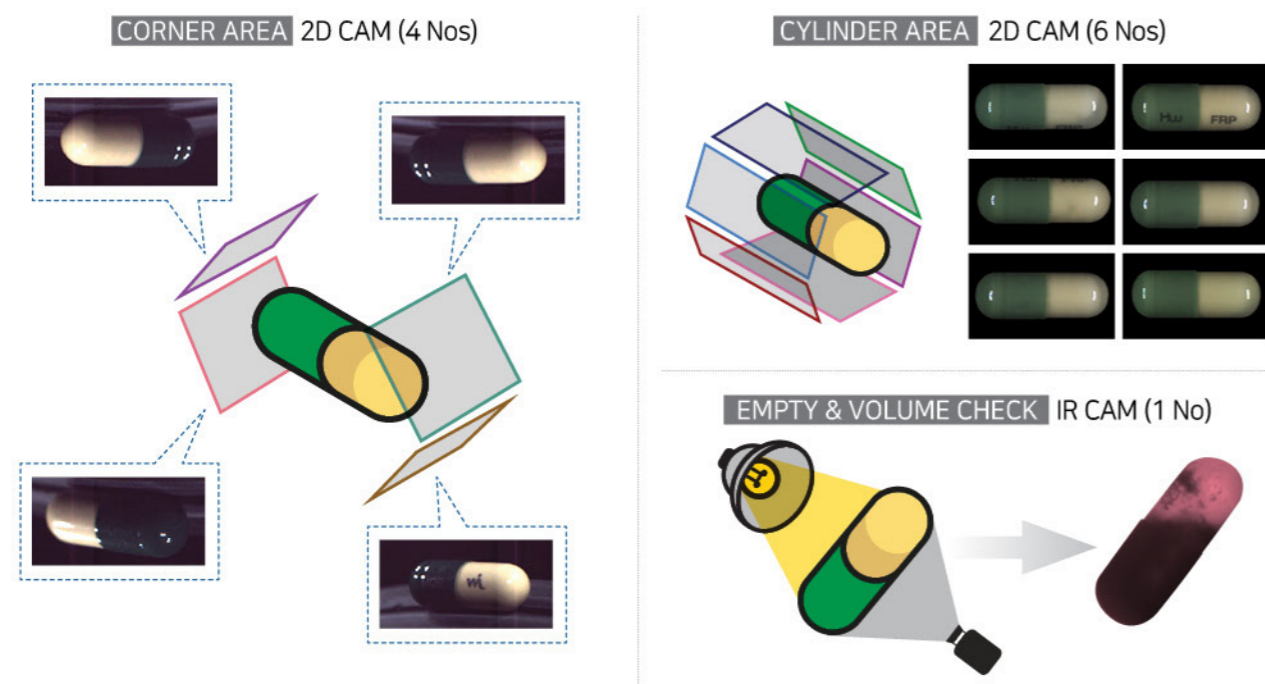 CORNER AREA 2D CAM (4 Nos)
CYLINDER AREA 2D CAM (6 Nos)
Hw FRP
EMPTY & VOLUME CHECK IR CAM (1 No)